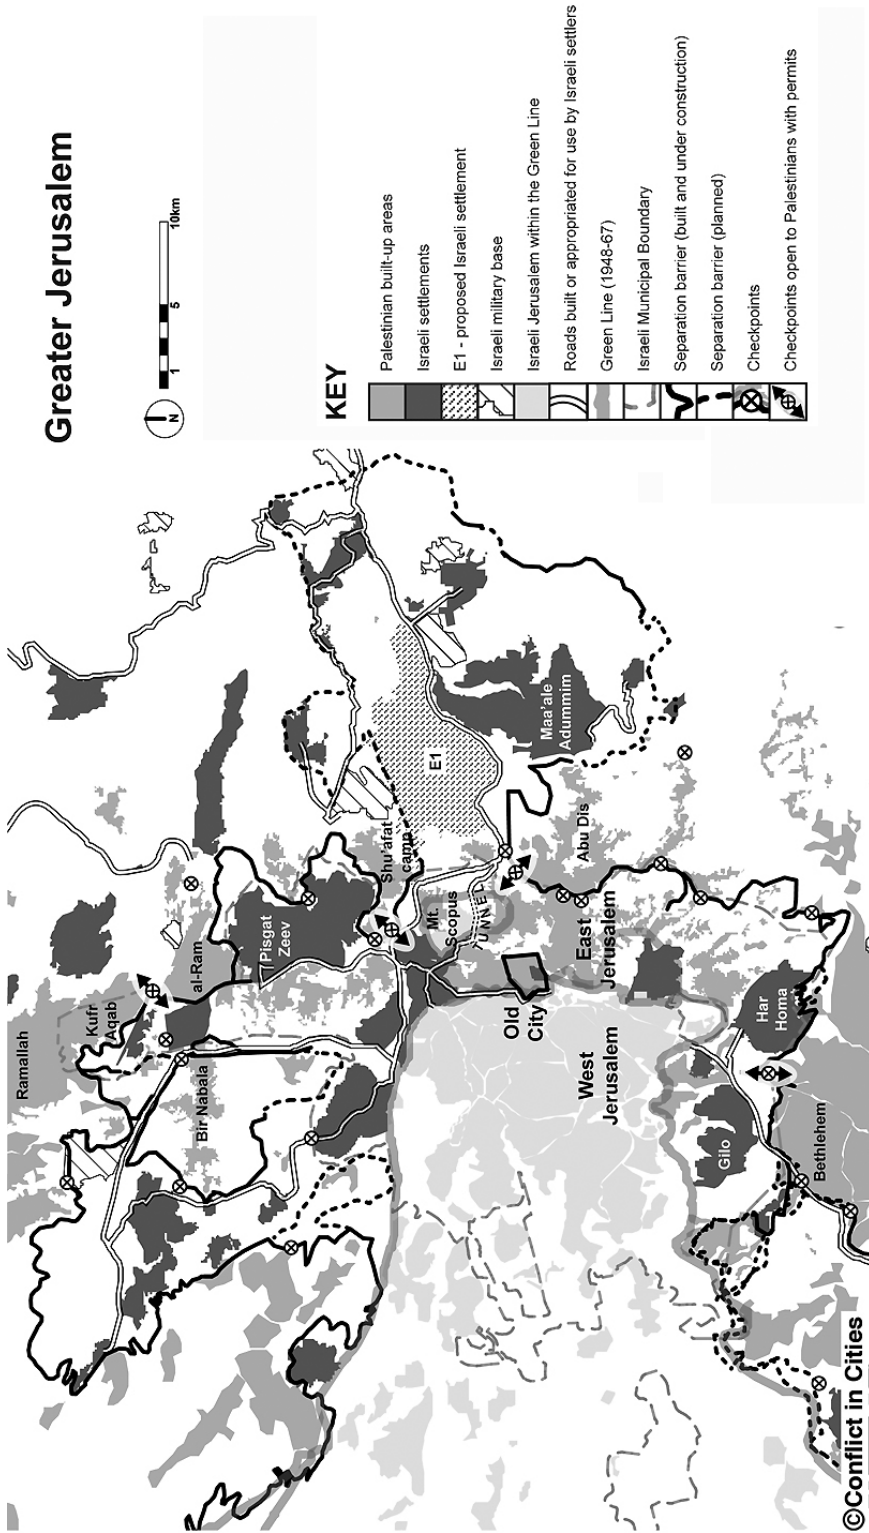 Greater Jerusalem
N
1
5
10km
KEY
Palestinian built-up areas
Israeli settlements
E1 - proposed Israeli settlement
Israeli military base
Israeli Jerusalem within the Green Line
Roads built or appropriated for use by Israeli settlers
Green Line (1948-67)
Israeli Municipal Boundary
Separation barrier (built and under construction)
Separation barrier (planned)
Checkpoints
Checkpoints open to Palestinians with permits
Ramallah
Kufr
Aqab
al-Ram
Bir Nabala
Pisgat
Zeev
Shu'afat
camp
E1
Mt.
Scopus
TUNNEL
Maa'ale
Adummim
Abu Dis
Old
City
East
Jerusalem
West
Jerusalem
Har
Homa
Gilo
Bethlehem
©Conflict in Cities